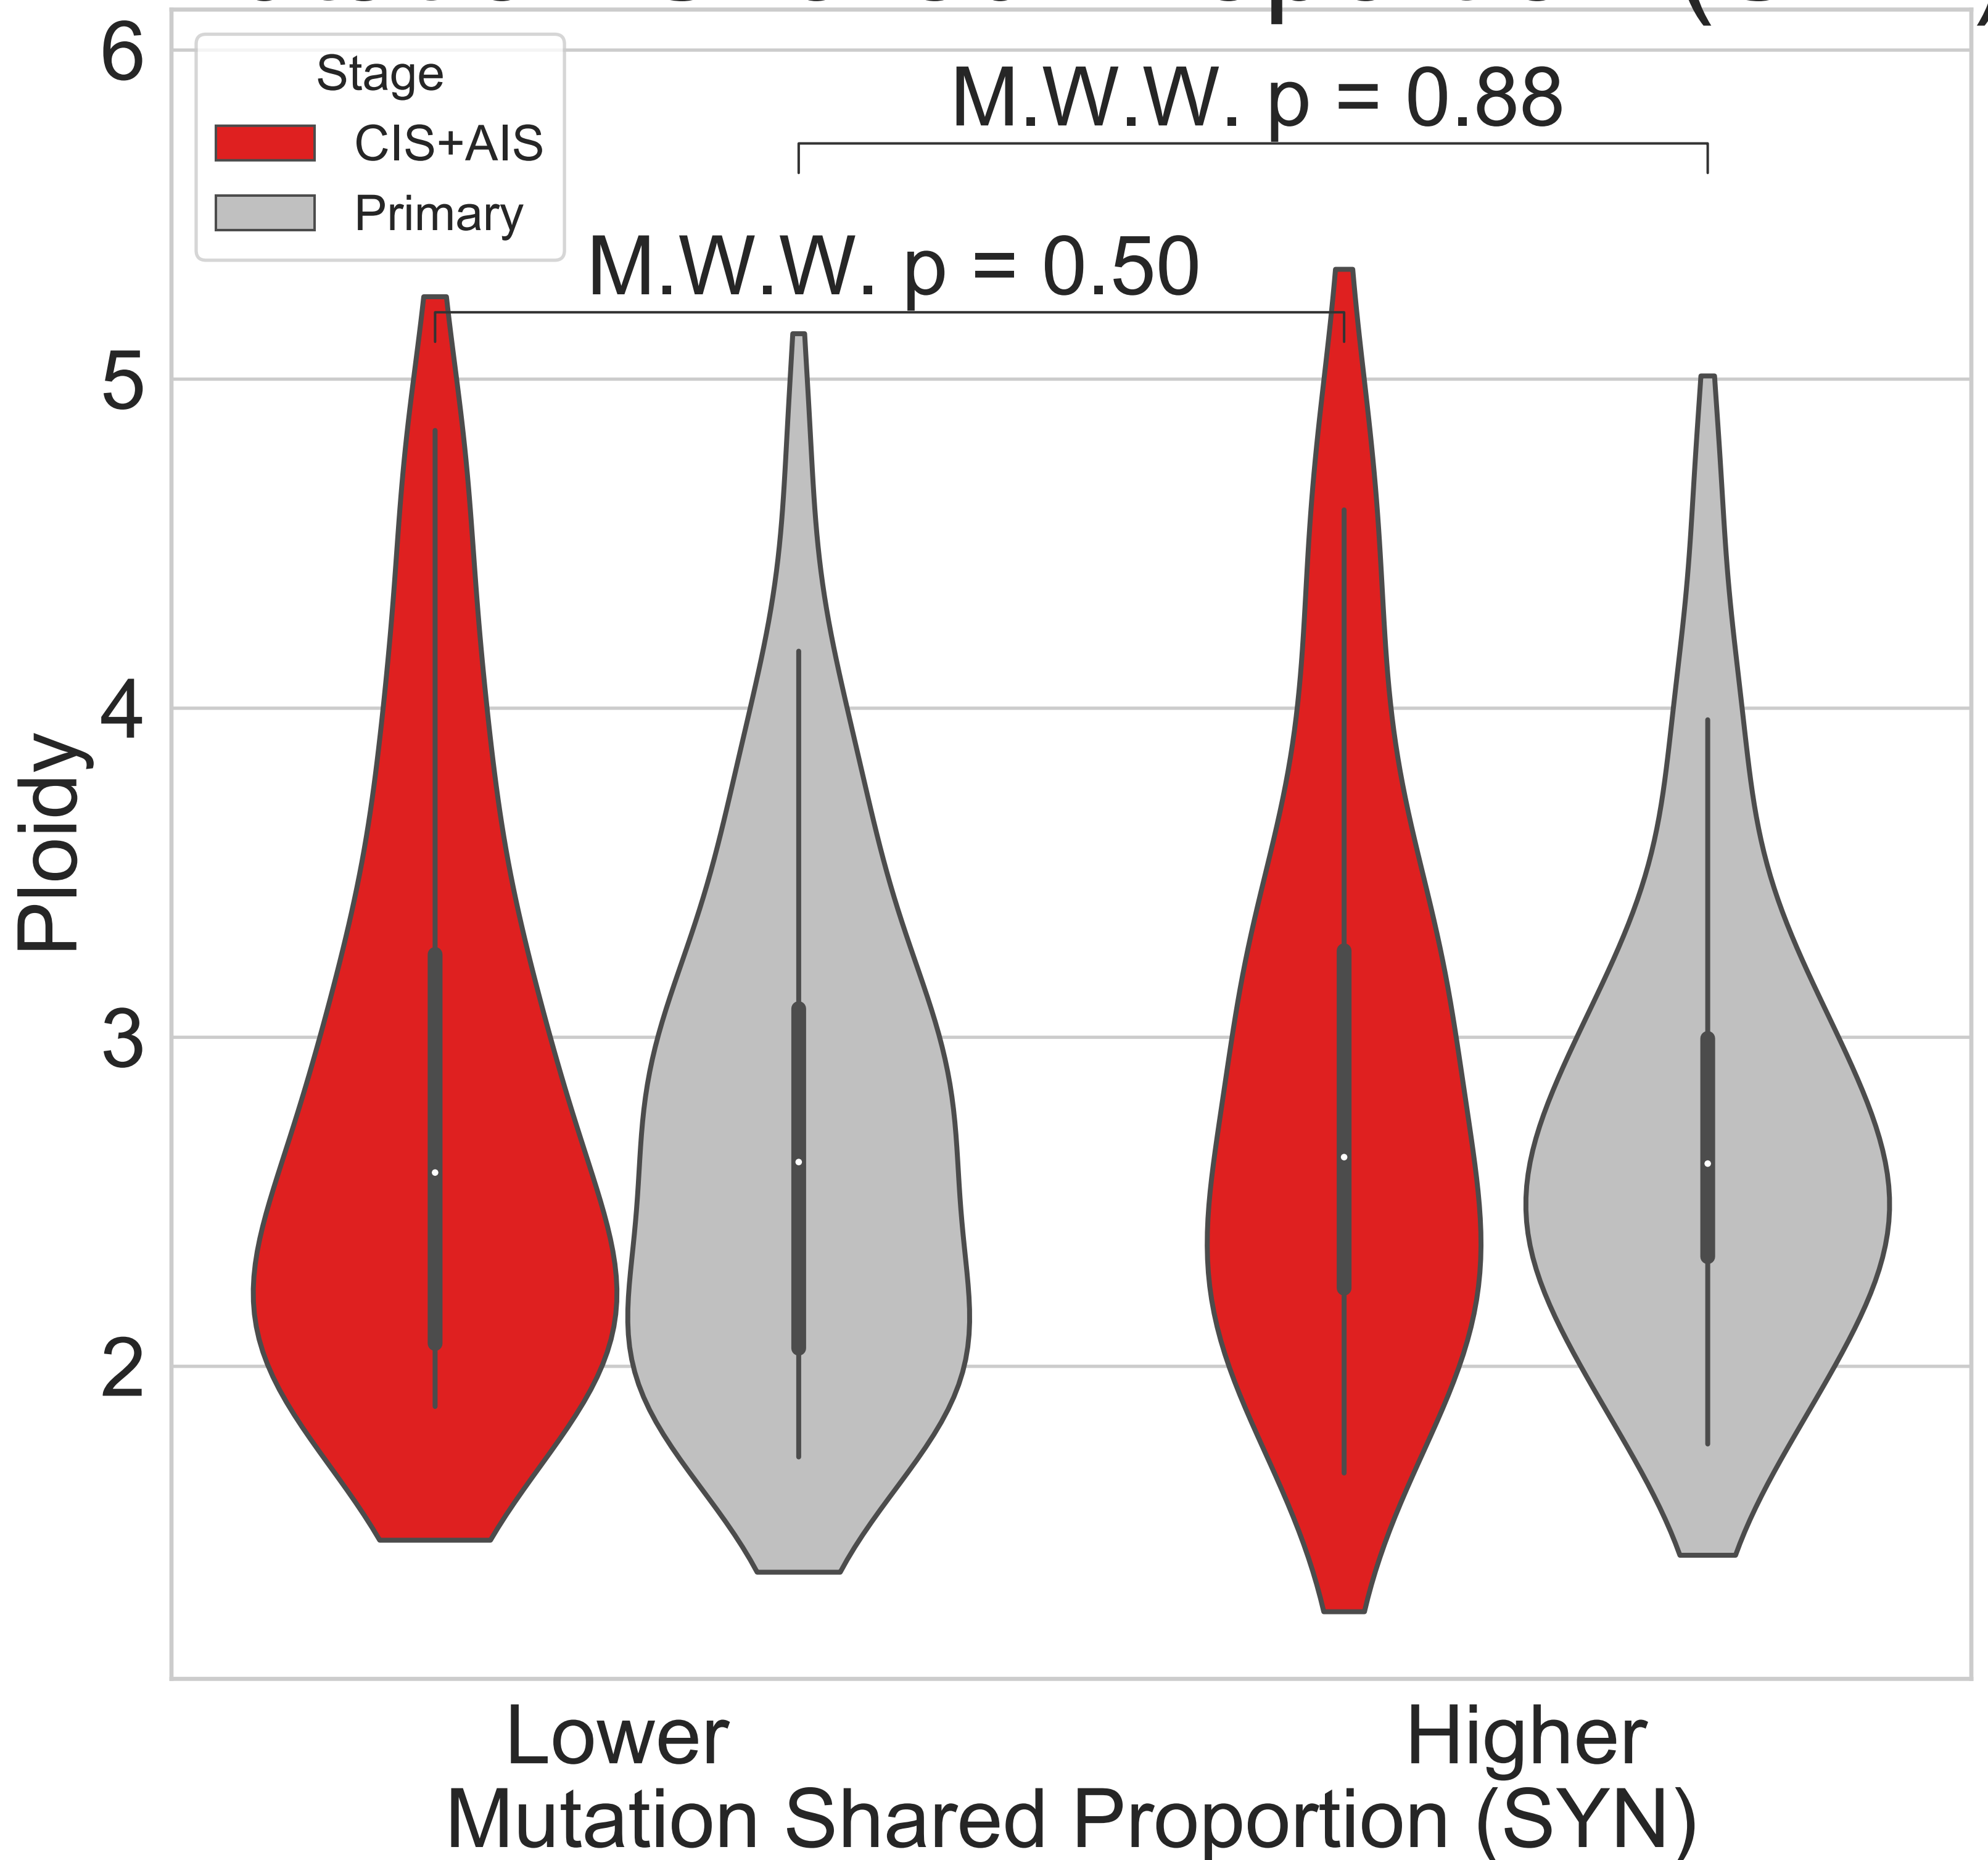 6
Stage
CIS+AIS
Primary
M.W.W. p = 0.88
M.W.W. p = 0.50
5
4
3
2
Ploidy
Lower
Higher
Mutation Shared Proportion (SYN)